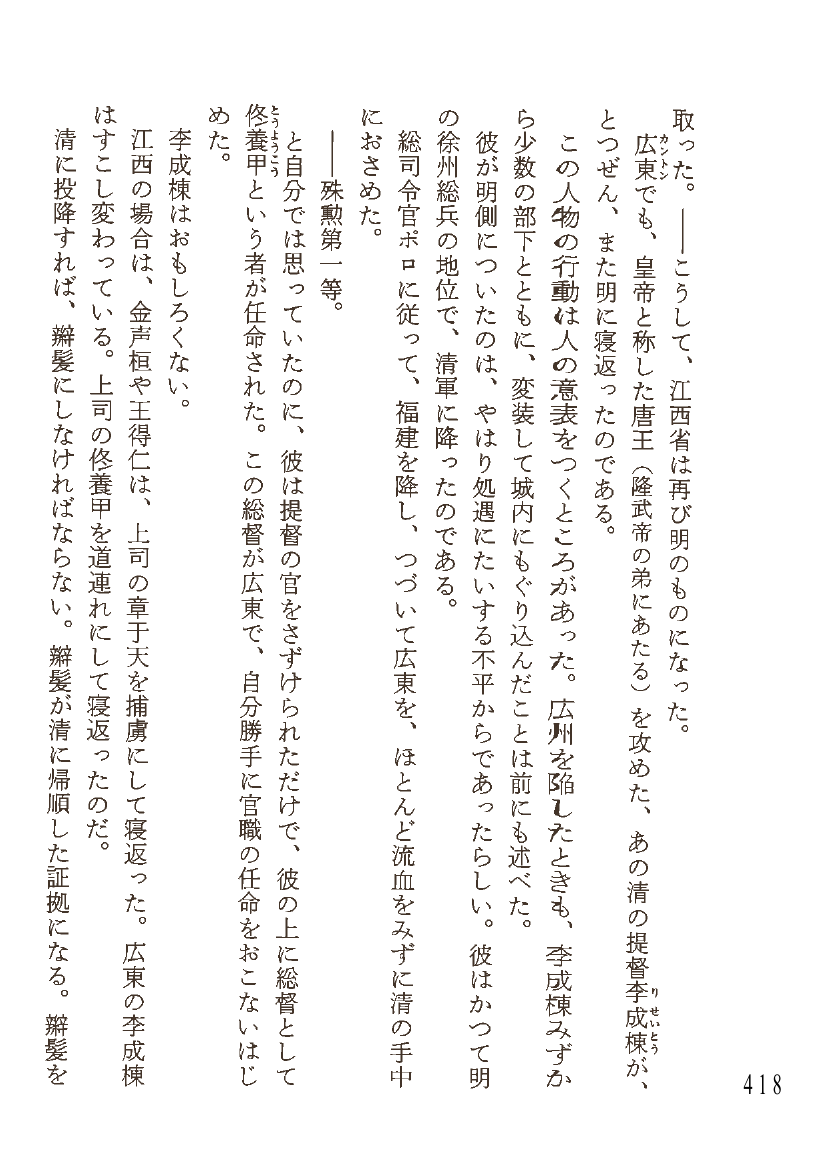 取った。――こうして、江西省は再び明のものになった。
広東でも、皇帝と称した唐王（隆武帝の弟にあたる）を攻めた、あの清の提督李成棟が、
とつぜん、また明に寝返ったのである。
この人物の行動は人の意表をつくところがあった。広州を陥したときも、李成棟みずか
ら少数の部下とともに、変装して城内にもぐり込んだことは前にも述べた。
彼が明側についたのは、やはり処遇にたいする不平からであったらしい。彼はかつて明
の徐州総兵の地位で、清軍に降ったのである。
総司令官ポロに従って、福建を降し、つづいて広東を、ほとんど流血をみずに清の手中
におさめた。
――殊勲第一等。
と自分では思っていたのに、彼は提督の官をさずけられただけで、彼の上に総督として
佟養甲という者が任命された。この総督が広東で、自分勝手に官職の任命をおこないはじ
めた。
李成棟はおもしろくない。
江西の場合は、金声桓や王得仁は、上司の章于天を捕虜にして寝返った。広東の李成棟
はすこし変わっている。上司の佟養甲を道連れにして寝返ったのだ。
清に投降すれば、辮髪にしなければならない。辮髪が清に帰順した証拠になる。辮髪を
418